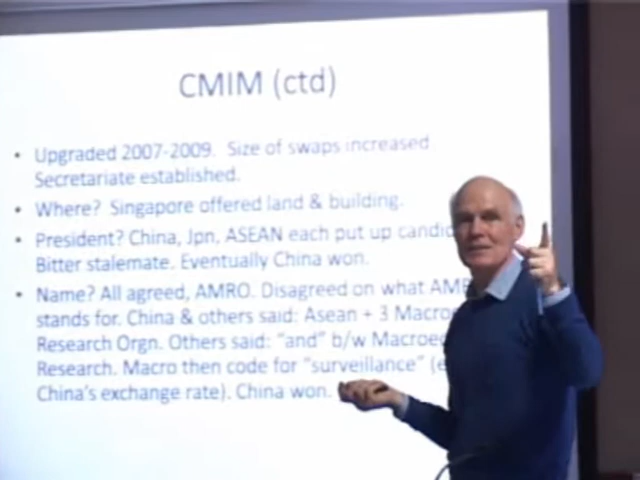 CMIM (ctd)
• Upgraded 2007-2009. Size of swaps increased
Secretariate established.
• Where? Singapore offered land & building.
• President? China, Jpn, ASEAN each put up
Bitter stalemate. Eventually China won.
• Name? All agreed, AMRO. Disagreed on what
stands for. China & others said: Asean + 3 Macro
Research Orgn. Others said: "and" b/w
Research. Macro then code for "surveillance"
China's exchange rate). China won.